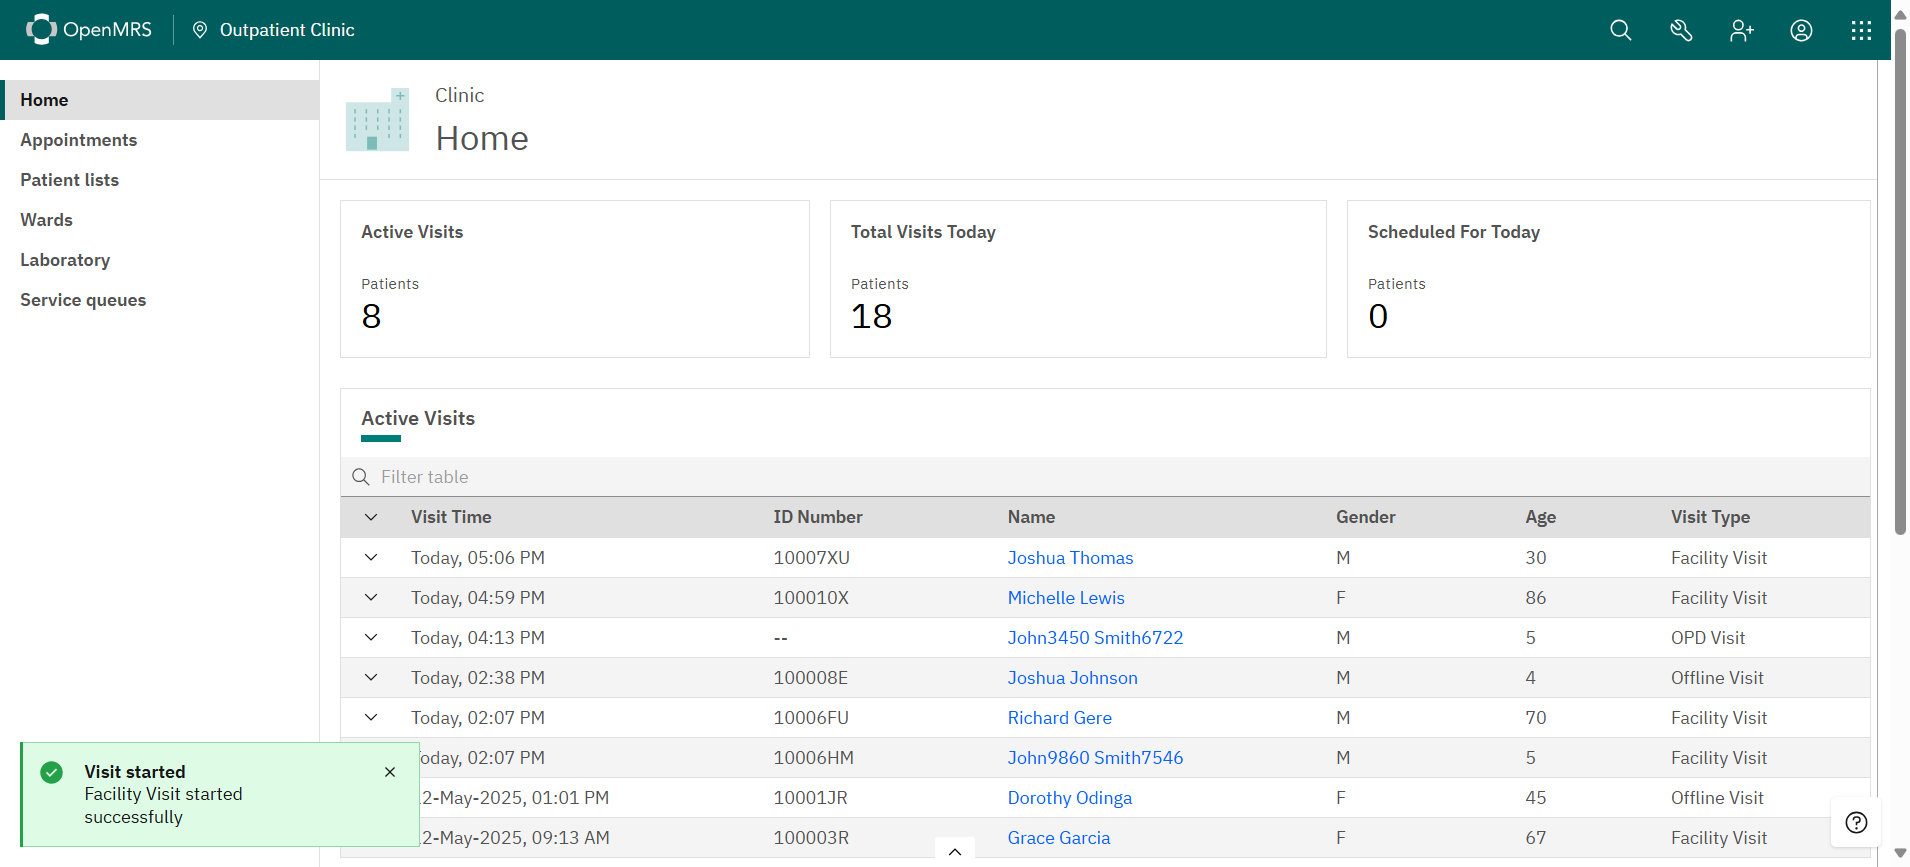 OpenMRS
Outpatient Clinic
Home
Appointments
Patient lists
Wards
Laboratory
Service queues
Clinic
Home
Active Visits
Patients
8
Total Visits Today
Patients
18
Scheduled For Today
Patients
0
Active Visits
Filter table
Visit Time ID Number Name Gender Age Visit Type
Today, 05:06 PM 10007XU Joshua Thomas M 30 Facility Visit
Today, 04:59 PM 100010X Michelle Lewis F 86 Facility Visit
Today, 04:13 PM -- John3450 Smith6722 M 5 OPD Visit
Today, 02:38 PM 100008E Joshua Johnson M 4 Offline Visit
Today, 02:07 PM 10006FU Richard Gere M 70 Facility Visit
oday, 02:07 PM 10006HM John9860 Smith7546 M 5 Facility Visit
2-May-2025, 01:01 PM 10001JR Dorothy Odinga F 45 Offline Visit
2-May-2025, 09:13 AM 100003R Grace Garcia F 67 Facility Visit
Visit started
Facility Visit started
successfully